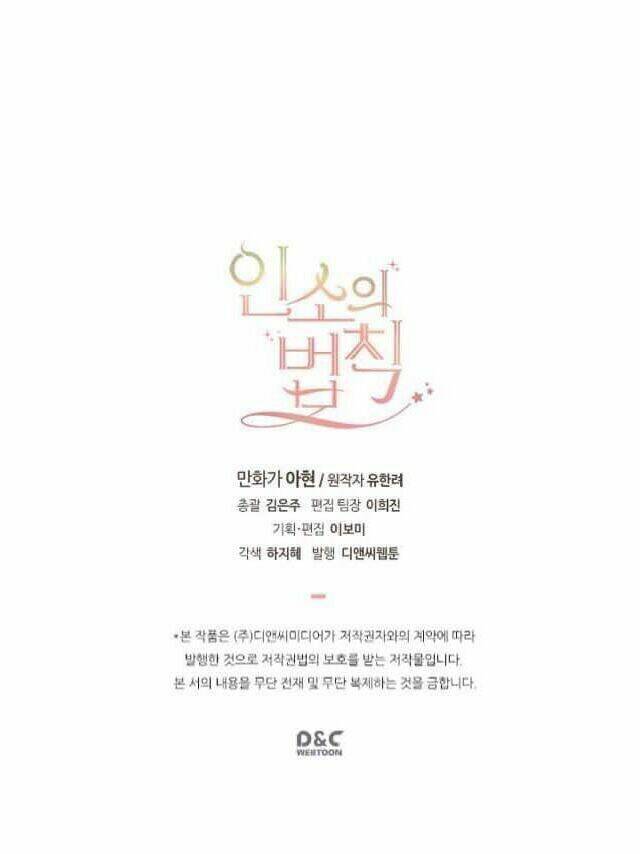 인소의
법칙
만화가 아현 / 원작자 유한려
총괄 김은주 편집 팀장 이희진
기획·편집 이보미
각색 하지혜 발행 디앤씨웹툰
*본 작품은 (주)디앤씨미디어가 저작권자와의 계약에 따라
발행한 것으로 저작권법의 보호를 받는 저작물입니다.
본 서의 내용을 무단 전재 및 무단 복제하는 것을 금합니다.
D&C
WEBTOON